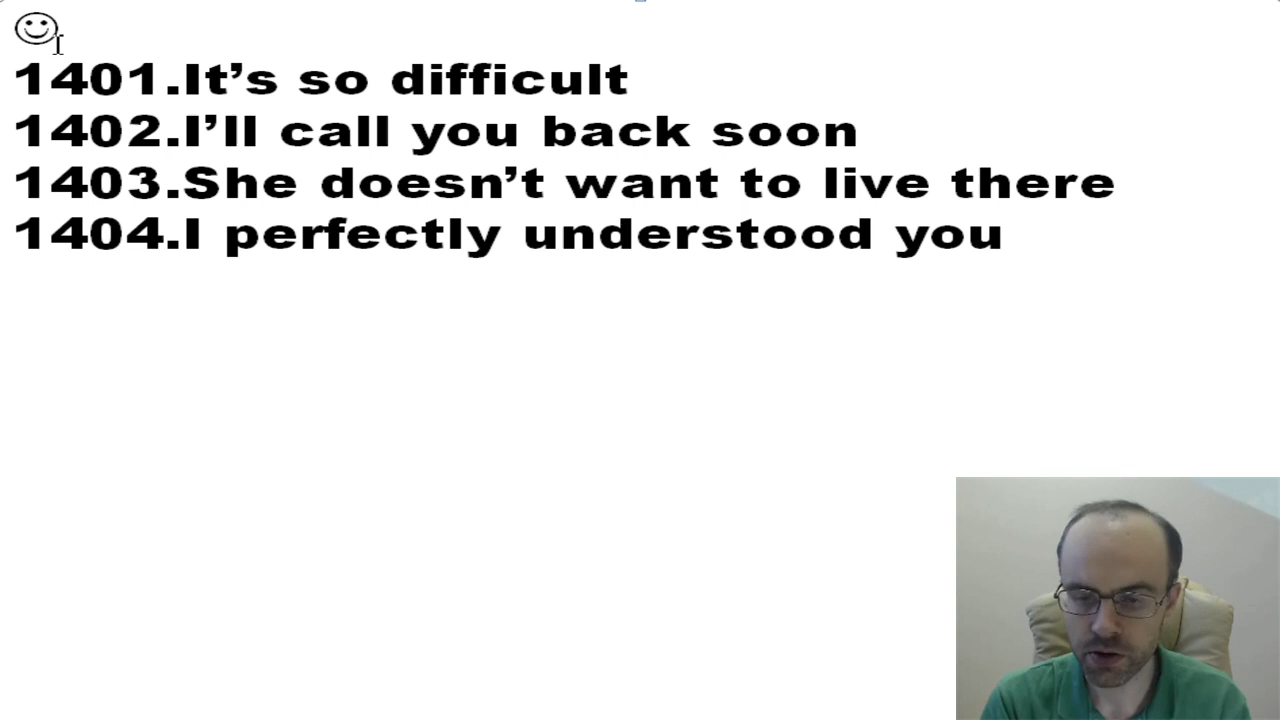 1401.It’s so difficult
1402.I’ll call you back soon
1403.She doesn’t want to live there
1404.I perfectly understood you